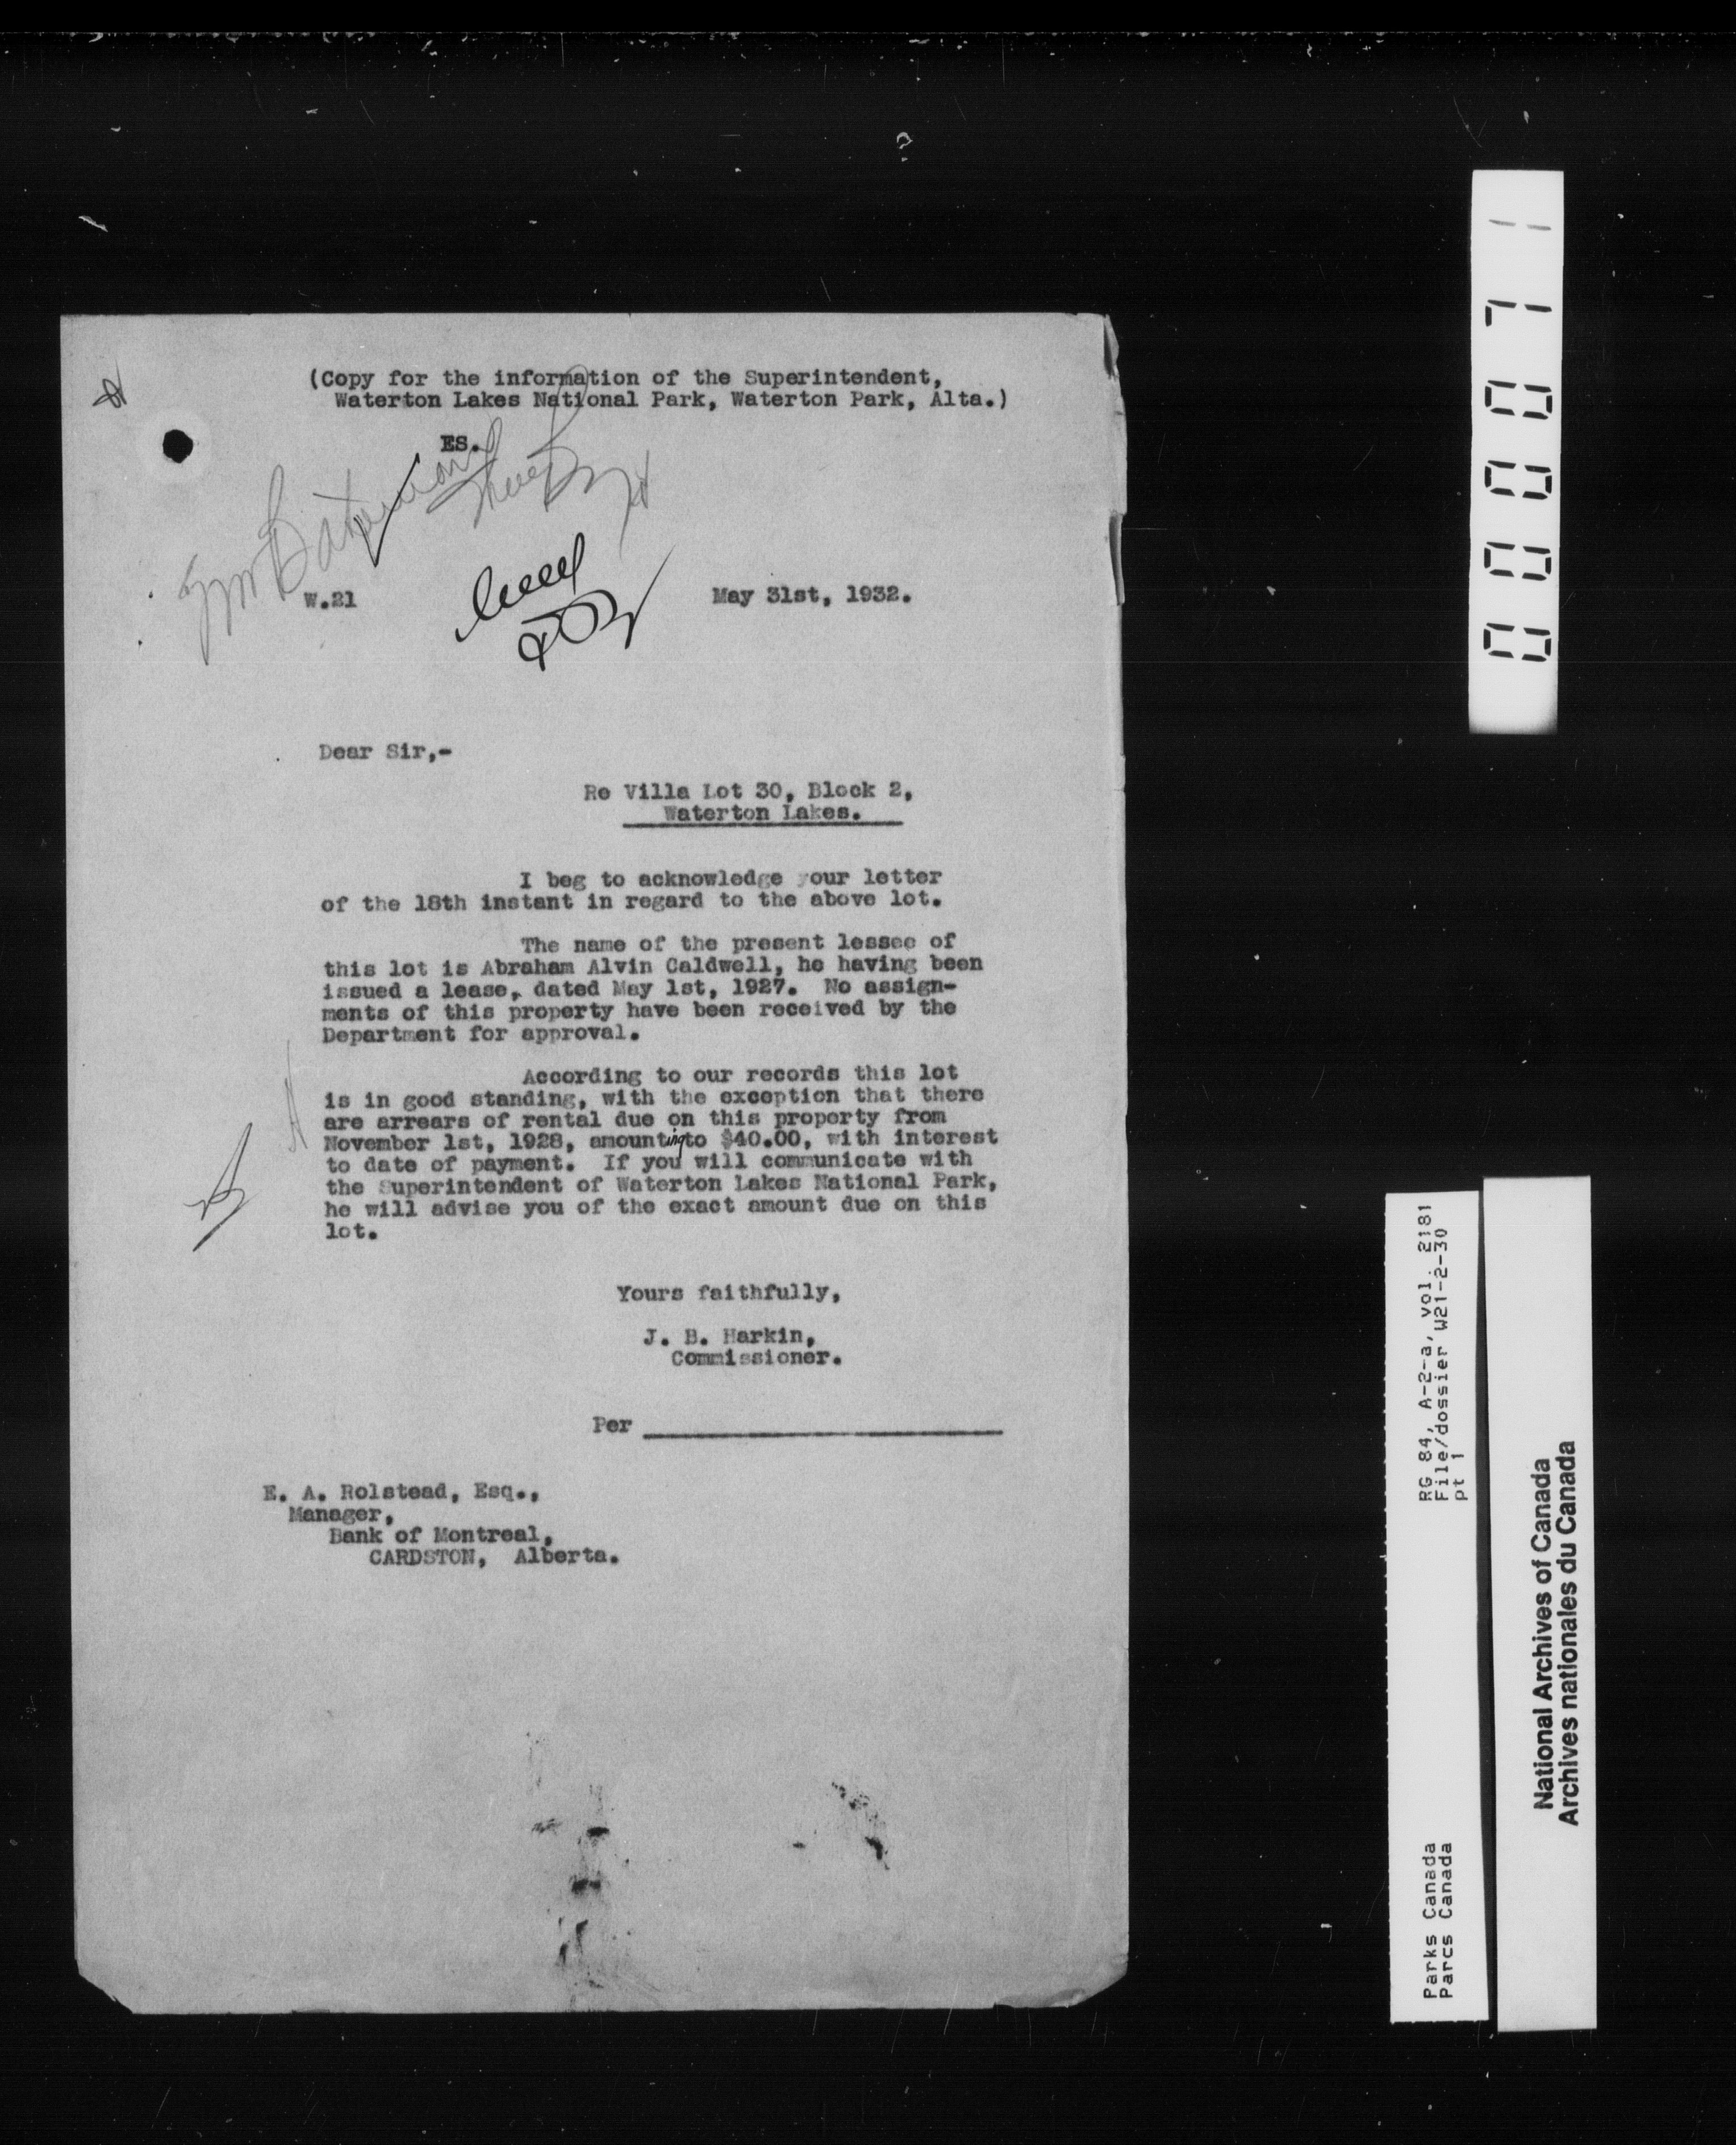 (Copy for the information of the Superintendent,
Waterton Lakes National Park, Waterton Park, Alta.)
ES.
W.21
May 31st, 1932.
Dear Sir,-
Re Villa Lot 30, Block 2,
Waterton Lakes.
I beg to acknowledge your letter
of the 18th instant in regard to the above lot.
The name of the present lessee of
this lot is Abraham Alvin Caldwell, he having been
issued a lease, dated May 1st, 1927. No assign-
ments of this property have been received by the
Department for approval.
According to our records this lot
is in good standing, with the exception that there
are arrears of rental due on this property from
November 1st, 1928, amounting to $40.00, with interest
to date of payment. If you will communicate with
the Superintendent of Waterton Lakes National Park,
he will advise you of the exact amount due on this
lot.
Yours faithfully,
J. B. Harkin,
Commissioner.
Per
E. A. Rolstead, Esq.,
Manager,
Bank of Montreal,
CARDSTON, Alberta.
00007
RG 84, A-2-a, vol. 2181
File/dossier W21-2-30
pt 1
Parks Canada
Parcs Canada
National Archives of Canada
Archives nationales du Canada